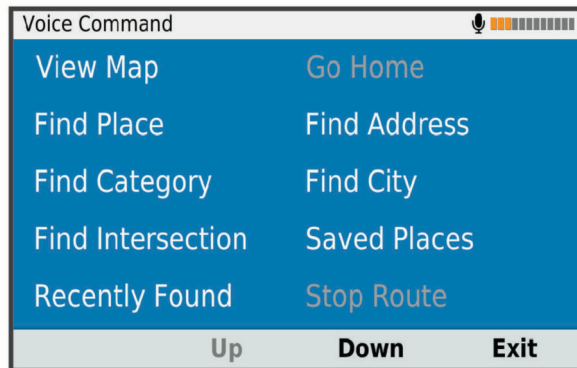 Voice Command
View Map
Go Home
Find Place
Find Address
Find Category
Find City
Find Intersection
Saved Places
Recently Found
Stop Route
Up
Down
Exit